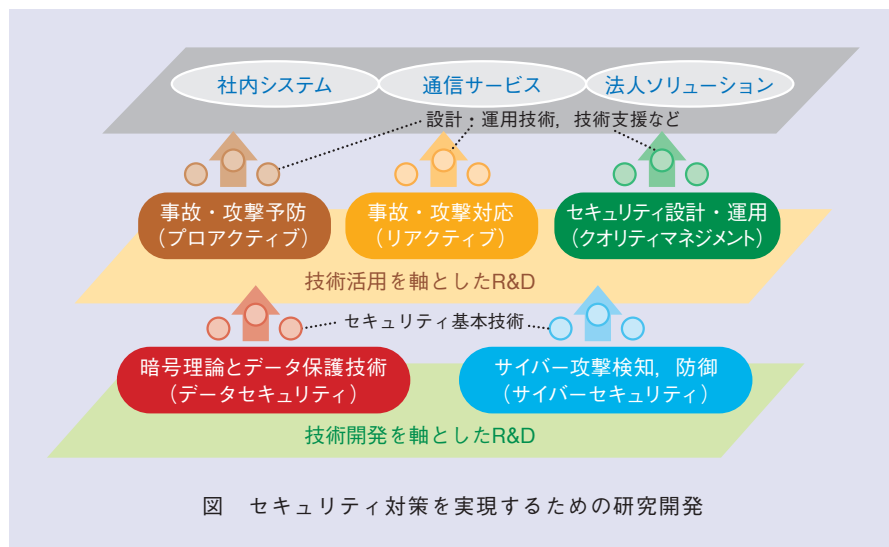 社内システム
通信サービス
法人ソリューション
設計・運用技術，技術支援など
事故・攻撃予防
（プロアクティブ）
事故・攻撃対応
（リアクティブ）
セキュリティ設計・運用
（クオリティマネジメント）
技術活用を軸としたR&D
セキュリティ基本技術
暗号理論とデータ保護技術
（データセキュリティ）
サイバー攻撃検知，防御
（サイバーセキュリティ）
技術開発を軸としたR&D
図　セキュリティ対策を実現するための研究開発